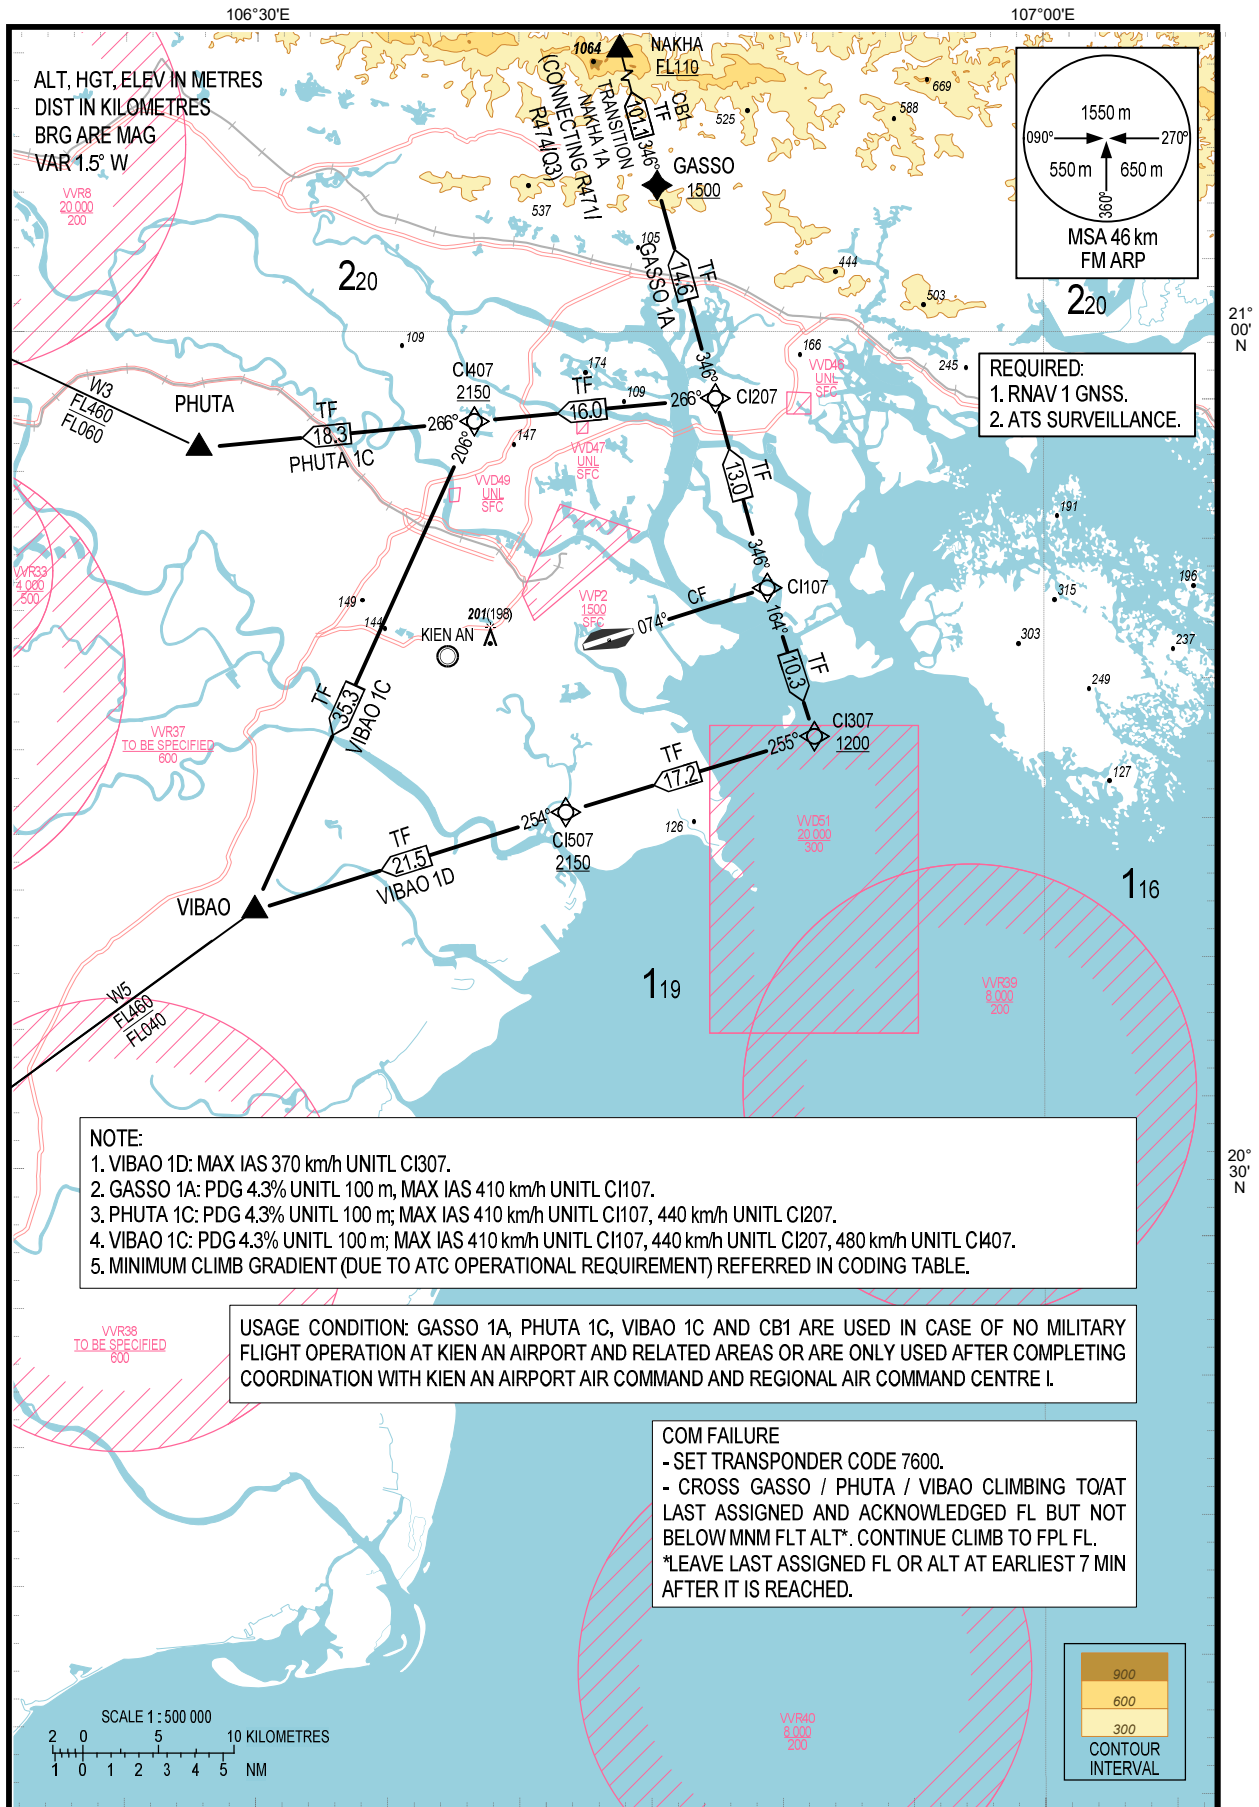 106°30'E
107°00'E
ALT, HGT, ELEV IN METRES
DIST IN KILOMETRES
BRG ARE MAG
VAR 1.5° W
1064
NAKHA
FL110
CB1
TF
101.1
346°
NAKHA 1A
TRANSITION
(CONNECTING R471/
R474/Q3)
525
669
588
1550 m
090°
270°
550 m
650 m
360°
MSA 46 km
FM ARP
VVR8
20 000
200
GASSO
1500
537
105
444
503
220
220
TF
14.6
GASSO 1A
346°
21°
00'
N
109
174
109
166
245
VVD46
UNL
SFC
REQUIRED:
1. RNAV 1 GNSS.
2. ATS SURVEILLANCE.
W3
FL460
FL060
PHUTA
CI407
2150
TF
16.0
266°
CI207
TF
18.3
266°
PHUTA 1C
206°
147
VVD47
UNL
SFC
VVD49
UNL
SFC
TF
13.0
346°
191
VVR33
4 000
500
149
144
201(198)
KIEN AN
VVP2
1500
SFC
CF
074°
CI107
164°
315
196
303
237
249
TF
10.3
TF
35.3
VIBAO 1C
VVR37
TO BE SPECIFIED
600
CI307
1200
255°
TF
17.2
127
254°
CI507
2150
126
VVD51
20 000
300
TF
21.5
VIBAO 1D
VIBAO
116
119
W5
FL460
FL040
VVR39
8 000
200
NOTE:
1. VIBAO 1D: MAX IAS 370 km/h UNITL CI307.
2. GASSO 1A: PDG 4.3% UNITL 100 m, MAX IAS 410 km/h UNITL CI107.
3. PHUTA 1C: PDG 4.3% UNITL 100 m; MAX IAS 410 km/h UNITL CI107, 440 km/h UNITL CI207.
4. VIBAO 1C: PDG 4.3% UNITL 100 m; MAX IAS 410 km/h UNITL CI107, 440 km/h UNITL CI207, 480 km/h UNITL CI407.
5. MINIMUM CLIMB GRADIENT (DUE TO ATC OPERATIONAL REQUIREMENT) REFERRED IN CODING TABLE.
20°
30'
N
VVR38
TO BE SPECIFIED
600
USAGE CONDITION: GASSO 1A, PHUTA 1C, VIBAO 1C AND CB1 ARE USED IN CASE OF NO MILITARY
FLIGHT OPERATION AT KIEN AN AIRPORT AND RELATED AREAS OR ARE ONLY USED AFTER COMPLETING
COORDINATION WITH KIEN AN AIRPORT AIR COMMAND AND REGIONAL AIR COMMAND CENTRE I.
COM FAILURE
- SET TRANSPONDER CODE 7600.
- CROSS GASSO / PHUTA / VIBAO CLIMBING TO/AT
LAST ASSIGNED AND ACKNOWLEDGED FL BUT NOT
BELOW MNM FLT ALT*. CONTINUE CLIMB TO FPL FL.
*LEAVE LAST ASSIGNED FL OR ALT AT EARLIEST 7 MIN
AFTER IT IS REACHED.
VVR40
8 000
200
SCALE 1 : 500 000
2 0 5 10 KILOMETRES
1 0 1 2 3 4 5 NM
900
600
300
CONTOUR
INTERVAL